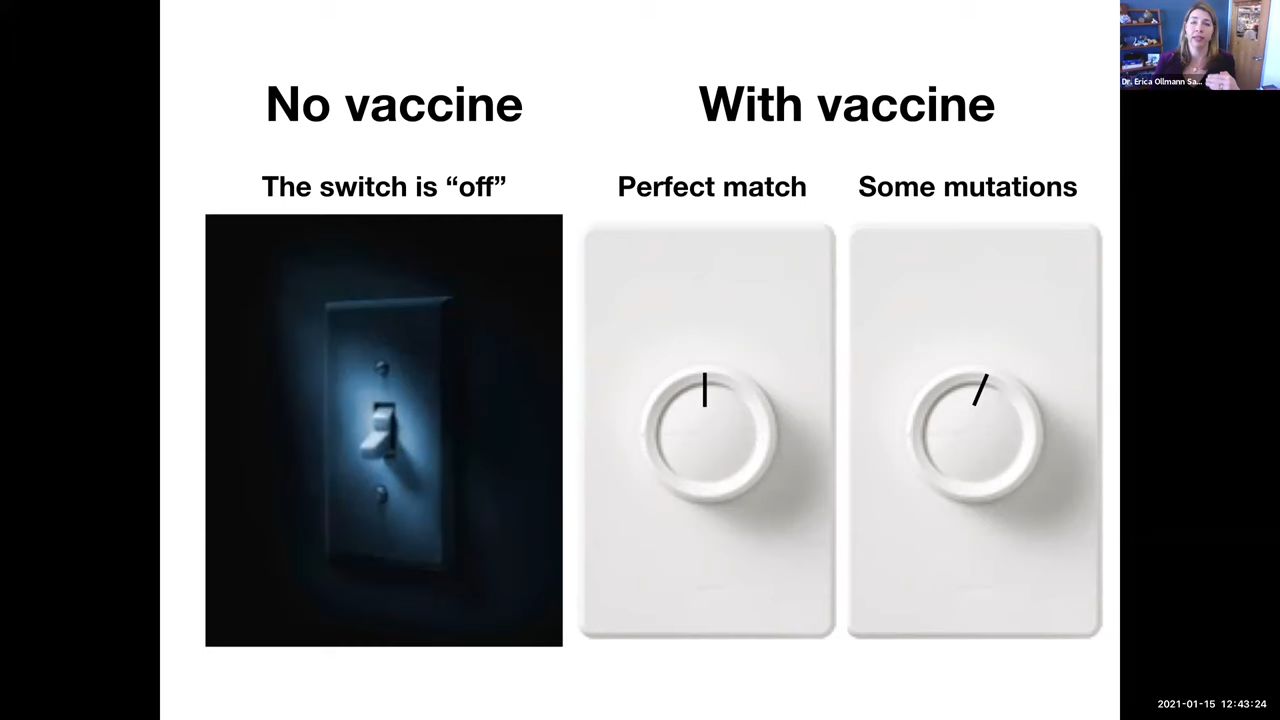 No vaccine
With vaccine
The switch is “off”
Perfect match
Some mutations
Dr. Erica Ollmann Sa...
2021-01-15 12:43:24